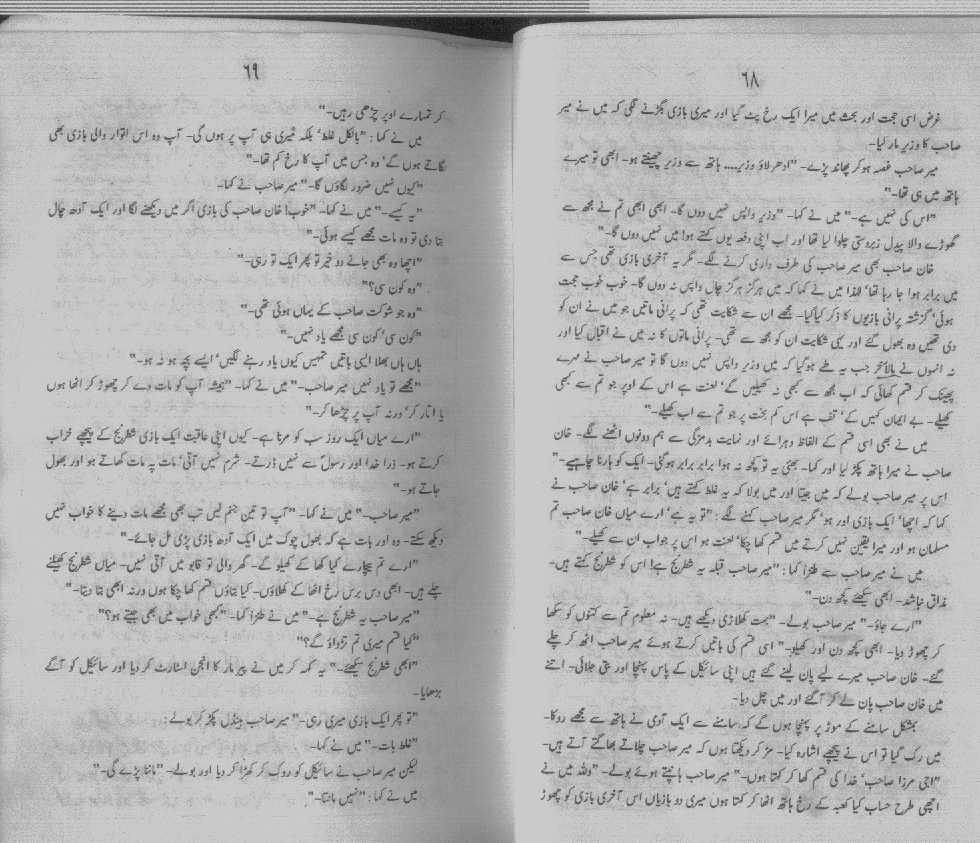 ۶۸
غرض اسی حجت اور بحث میں میرا ایک رخ پٹ گیا اور میری بازی بگڑنے لگی کہ میں نے میر
صاحب کا وزیر مار لیا۔
میر صاحب غصہ ہو کر پھاند پڑے۔ "ادھر لاؤ وزیر.... ہاتھ سے وزیر چھینتے ہو۔ ابھی تو میرے
ہاتھ میں ہی تھا۔"
"اس کی نہیں ہے۔" میں نے کہا۔ "وزیر واپس نہیں دوں گا۔ ابھی ابھی تم نے مجھ سے
گھوڑے والا پیدل زبردستی چلوا لیا تھا اور اب اپنی دفعہ یوں کہتے ہو! میں نہیں دوں گا۔"
خان صاحب بھی میر صاحب کی طرف داری کرنے لگے۔ مگر یہ آخری بازی تھی جس سے
میں برابر ہوا جا رہا تھا' لہٰذا میں نے کہا کہ میں ہرگز ہرگز چال واپس نہ دوں گا۔ خوب خوب حجت
ہوئی' گزشتہ پرانی بازیوں کا ذکر کیا گیا۔ مجھے ان سے شکایت تھی کہ پرانی ماتیں جو میں نے ان کو
دی تھیں وہ بھول گئے اور یہی شکایت ان کو مجھ سے تھی۔ پرانی ماتوں کا نہ میں نے اقبال کیا اور
نہ انہوں نے بالآخر جب یہ طے ہو گیا کہ میں وزیر واپس نہیں دوں گا تو میر صاحب نے مہرے
پھینک کر قسم کھائی کہ اب مجھ سے کبھی نہ کھیلیں گے' لعنت ہے اس کے اوپر جو تم سے کبھی
کھیلے۔ بے ایمان کہیں کے' تف ہے اس کم بخت پر جو تم سے اب کھیلے۔"
میں نے بھی اسی قسم کے الفاظ دہرائے اور نہایت بدمزگی سے ہم دونوں اٹھنے لگے۔ خان
صاحب نے میرا ہاتھ پکڑ لیا اور کہا۔ بھئی یہ تو کچھ نہ ہوا برابر برابر ہو گئی۔ ایک کو ہارنا چاہیے۔"
اس پر میر صاحب بولے کہ میں جیتا اور میں بولا کہ یہ غلط کہتے ہیں' برابر ہے' خان صاحب نے
کہا کہ اچھا' ایک بازی اور ہو' مگر میر صاحب کہنے لگے : "توبہ ہے' ارے میاں خان صاحب تم
مسلمان ہو اور میرا یقین نہیں کرتے میں قسم کھا چکا' لعنت ہو اس پر جو اب ان سے کھیلے۔"
میں نے میر صاحب سے طنزاً کہا : "میر صاحب قبلہ یہ شطرنج ہے! اس کو شطرنج کہتے ہیں۔
مذاق نباشد۔ ابھی سیکھئے کچھ دن۔"
"ارے جاؤ۔" میر صاحب بولے۔ "بہت کھلاڑی دیکھے ہیں۔ نہ معلوم تم سے کتنوں کو سکھا
کر چھوڑ دیا۔ ابھی کچھ دن اور کھیلو۔" اسی قسم کی باتیں کرتے ہوئے میر صاحب اٹھ کر چلے
گئے۔ خان صاحب میرے لیے پان لینے گئے میں اپنی سائیکل کے پاس پہنچا اور بتی جلائی۔ اتنے
میں خان صاحب پان لے کر آ گئے اور میں چل دیا۔
بمشکل سامنے کے موڑ پر پہنچا ہوں گا کہ سامنے سے ایک آدمی نے ہاتھ سے مجھے روکا۔
میں رک گیا تو اس نے پیچھے اشارہ کیا۔ مڑ کر دیکھتا ہوں کہ میر صاحب چلاتے بھاگتے آتے ہیں۔
"اجی مرزا صاحب' خدا کی قسم کھا کر کہتا ہوں۔" میر صاحب ہانپتے ہوئے بولے۔ "واللہ میں نے
اچھی طرح حساب کیا کعبہ کے رخ ہاتھ اٹھا کر کہتا ہوں میری دو بازیاں اس آخری بازی کو چھوڑ
۶۹
کر تمہارے اوپر چڑھی رہیں۔"
میں نے کہا : "بالکل غلط' بلکہ میری ہی آپ پر ہوں گی۔ آپ وہ اس اتوار والی بازی بھی
لگاتے ہوں گے' وہ جس میں آپ کا رخ کم تھا۔"
"کیوں نہیں ضرور لگاؤں گا۔" میر صاحب نے کہا۔
"یہ کیسے۔" میں نے کہا۔ "خوب! خان صاحب کی بازی اگر میں دیکھنے لگا اور ایک آدھ چال
بتا دی تو وہ مات مجھے کیسے ہوئی۔"
"اچھا وہ بھی جانے دو خیر تو پھر ایک تو رہی۔"
"وہ کون سی؟"
"وہ جو شوکت صاحب کے یہاں ہوئی تھی۔"
"کون سی' کون سی مجھے یاد نہیں۔"
ہاں ہاں بھلا ایسی باتیں تمہیں کیوں یاد رہنے لگیں' ایسے بچہ ہو نہ ہو۔"
"مجھے تو یاد نہیں میر صاحب۔" میں نے کہا۔ "ہمیشہ آپ کو مات دے کر چھوڑ کر اٹھا ہوں
یا اتار کر' ورنہ آپ پر چڑھا کر۔"
"ارے میاں ایک روز سب کو مرنا ہے۔ کیوں اپنی عاقبت ایک بازی شطرنج کے پیچھے خراب
کرتے ہو۔ ذرا خدا اور رسولؐ سے نہیں ڈرتے۔ شرم نہیں آتی' مات پہ مات کھاتے ہو اور بھول
جاتے ہو۔"
"میر صاحب۔" میں نے کہا۔ "آپ تو تین جنم لیں تب بھی مجھے مات دینے کا خواب نہیں
دیکھ سکتے۔ وہ اور بات ہے کہ بھول چوک میں ایک آدھ بازی پڑی مل جائے۔"
"ارے تم بیچارے کیا کھا کے کھیلو گے۔ گھر والی تو قابو میں آتی نہیں۔ میاں شطرنج کھیلنے
چلے ہیں۔ ابھی دس برس رخ اٹھا کے کھلاؤں۔ کیا بتاؤں قسم کھا چکا ہوں ورنہ ابھی بتا دیتا۔"
"میر صاحب یہ شطرنج ہے۔" میں نے طنزاً کہا۔ "کبھی خواب میں بھی جیتے ہو؟"
"کیا قسم میری تم تڑواؤ گے؟"
"ابھی شطرنج سیکھئے۔" یہ کہہ کر میں نے پیر مار کا انجن اسٹارٹ کر دیا اور سائیکل کو آگے
بڑھایا۔
"تو پھر ایک بازی میری رہی۔" میر صاحب ہینڈل پکڑ کر بولے۔
"غلط بات۔" میں نے کہا۔
لیکن میر صاحب نے سائیکل کو روک کر کھڑا کر دیا اور بولے۔ "ماننا پڑے گی۔"
میں نے کہا : "نہیں مانتا۔"